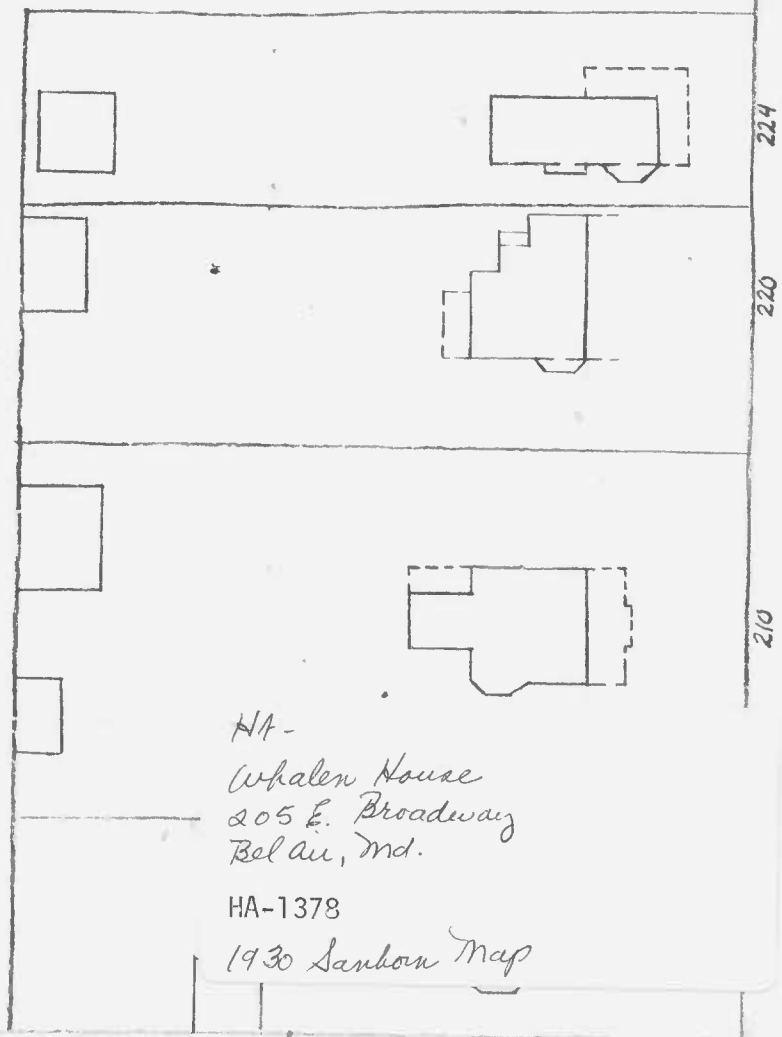 224
220
210
HA-
Whalen House
205 E. Broadway
Bel Air, Md.
HA-1378
1930 Sanborn Map